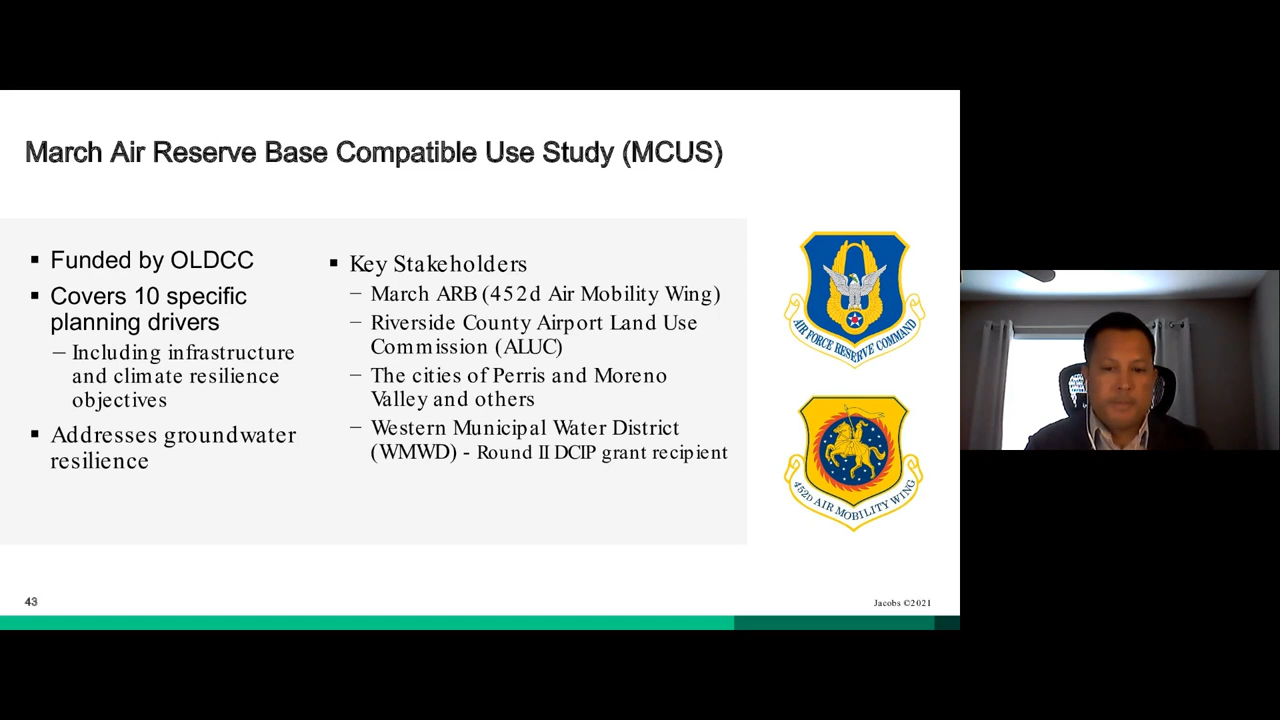 March Air Reserve Base Compatible Use Study (MCUS)
▪ Funded by OLDCC
▪ Covers 10 specific
planning drivers
– Including infrastructure
and climate resilience
objectives
▪ Addresses groundwater
resilience
▪ Key Stakeholders
– March ARB (452d Air Mobility Wing)
– Riverside County Airport Land Use
Commission (ALUC)
– The cities of Perris and Moreno
Valley and others
– Western Municipal Water District
(WMWD) - Round II DCIP grant recipient
AIR FORCE RESERVE COMMAND
452D AIR MOBILITY WING
43
Jacobs ©2021